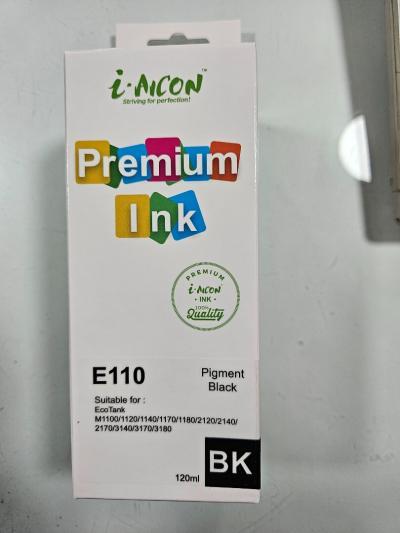 i-AICON™
Striving for perfection!
Premium
Ink
PREMIUM
i-AICON
· INK ·
100%
Quality
E110
Pigment
Black
Suitable for :
EcoTank
M1100/1120/1140/1170/1180/2120/2140/
2170/3140/3170/3180
120ml
BK